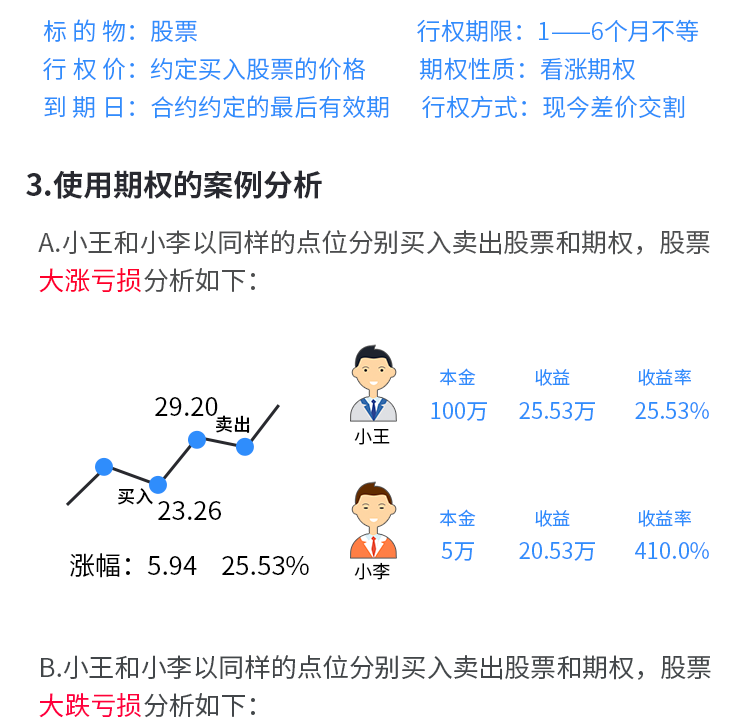 标 的 物：股票
行权期限：1——6个月不等
行 权 价：约定买入股票的价格
期权性质：看涨期权
到 期 日：合约约定的最后有效期
行权方式：现今差价交割
3.使用期权的案例分析
A.小王和小李以同样的点位分别买入卖出股票和期权，股票
大涨亏损分析如下：
29.20
卖出
买入
23.26
涨幅：5.94 25.53%
小王
本金 收益 收益率
100万 25.53万 25.53%
小李
本金 收益 收益率
5万 20.53万 410.0%
B.小王和小李以同样的点位分别买入卖出股票和期权，股票
大跌亏损分析如下：